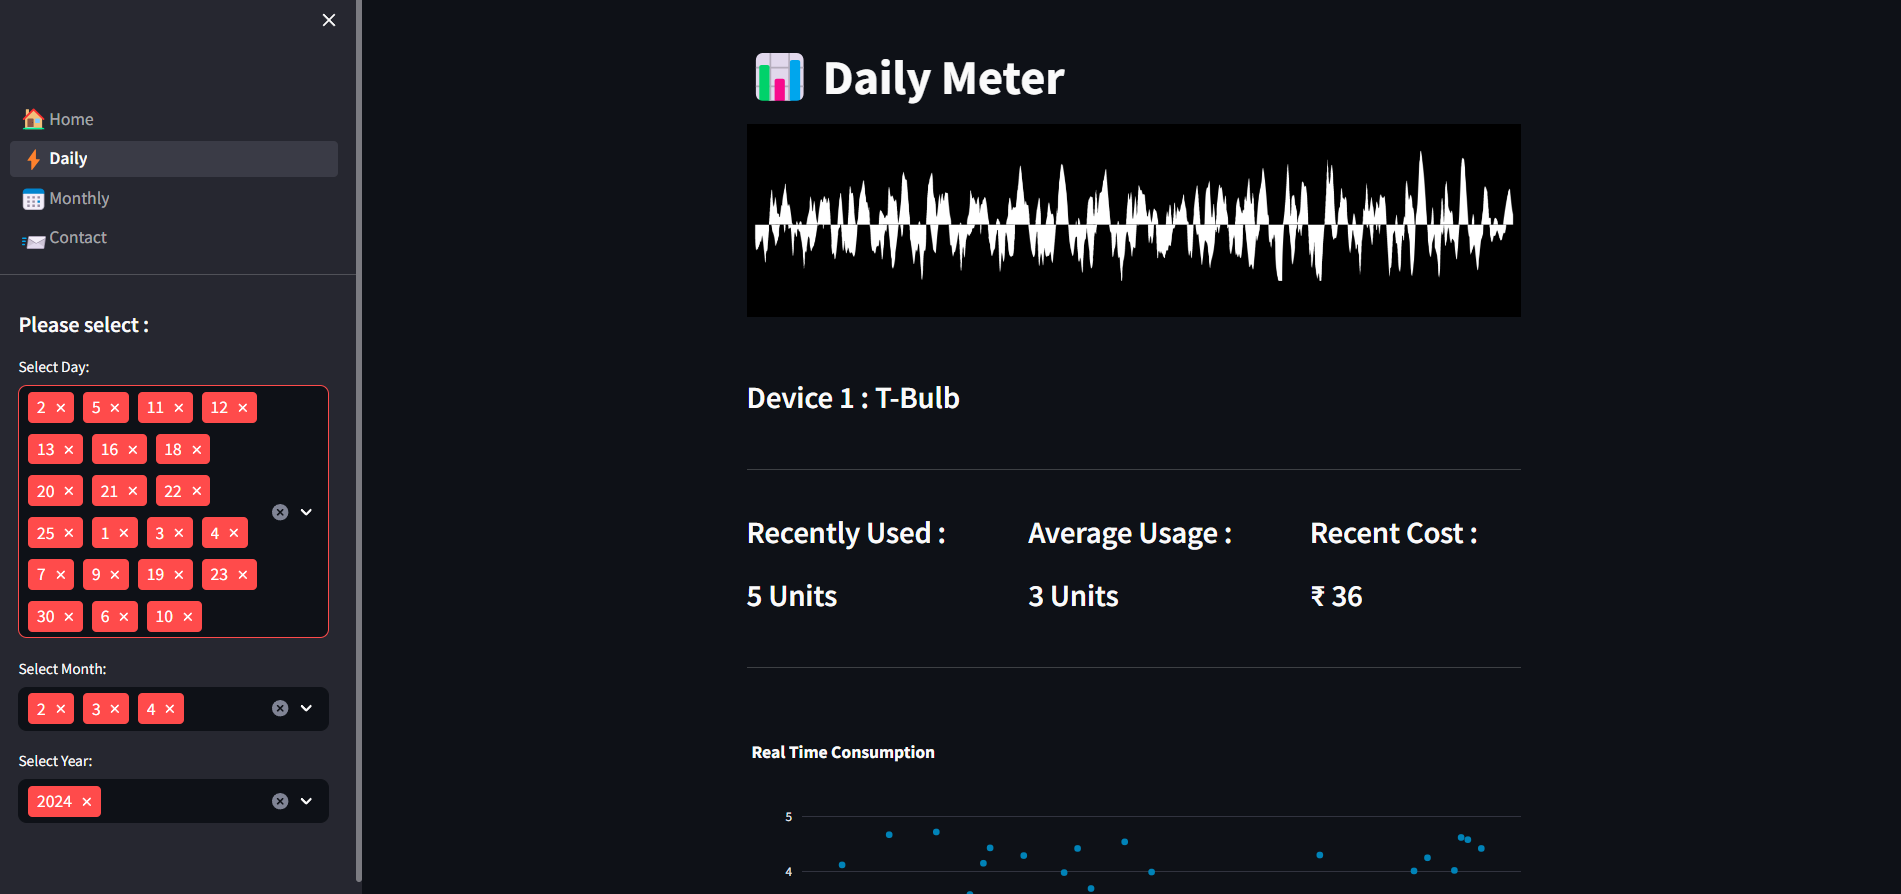 Home
Daily
Monthly
Contact
Please select :
Select Day:
2 × 5 × 11 × 12 ×
13 × 16 × 18 ×
20 × 21 × 22 ×
25 × 1 × 3 × 4 ×
7 × 9 × 19 × 23 ×
30 × 6 × 10 ×
Select Month:
2 × 3 × 4 ×
Select Year:
2024 ×
Daily Meter
Device 1 : T-Bulb
Recently Used : Average Usage : Recent Cost :
5 Units 3 Units ₹ 36
Real Time Consumption
5
4